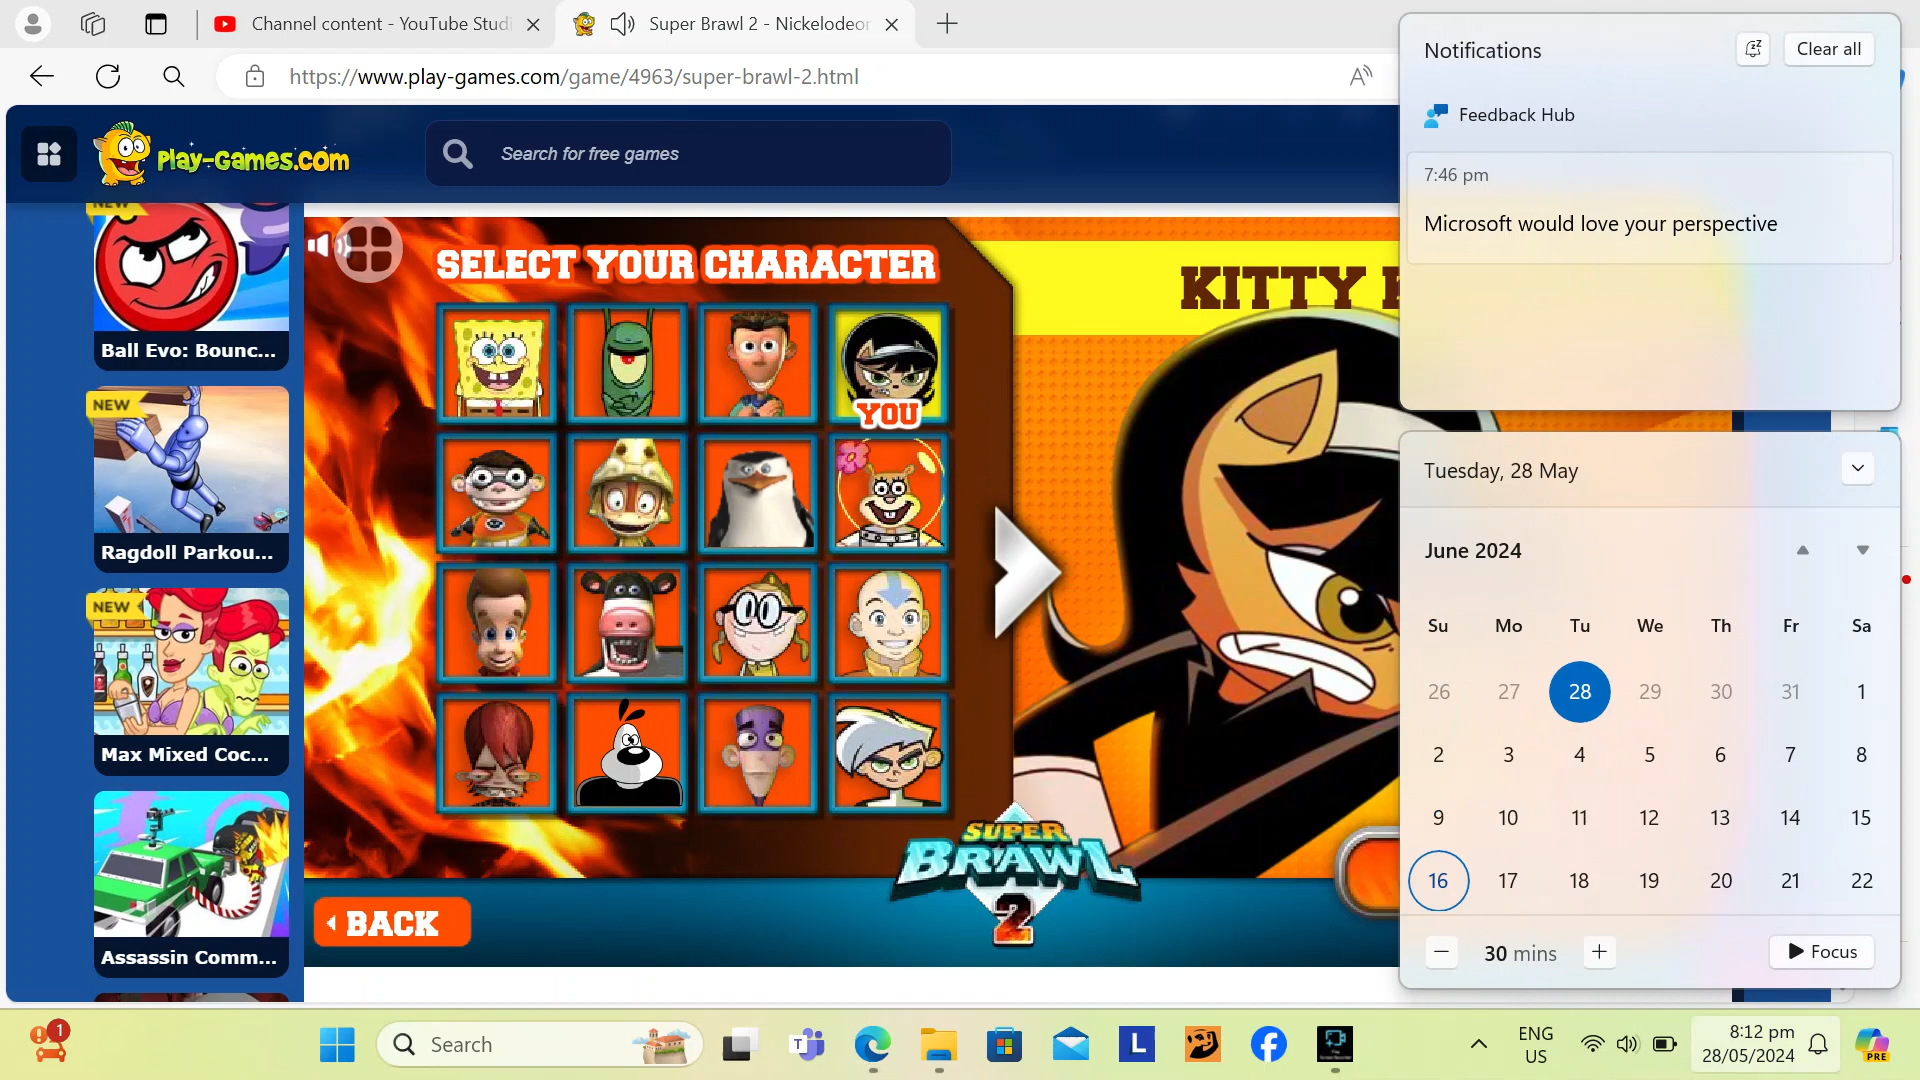 Channel content - YouTube Studi
Super Brawl 2 - Nickelodeon
https://www.play-games.com/game/4963/super-brawl-2.html
PLAY-GAMES.COM
Search for free games
NEW
Ball Evo: Bounc...
NEW
Ragdoll Parkou...
NEW
Max Mixed Coc...
Assassin Comm...
SELECT YOUR CHARACTER
YOU
KITTY
SUPER
BRAWL
2
BACK
Notifications
Clear all
Feedback Hub
7:46 pm
Microsoft would love your perspective
Tuesday, 28 May
June 2024
Su Mo Tu We Th Fr Sa
26 27 28 29 30 31 1
2 3 4 5 6 7 8
9 10 11 12 13 14 15
16 17 18 19 20 21 22
30 mins
Focus
1
Search
T
L
ENG
US
8:12 pm
28/05/2024
PRE